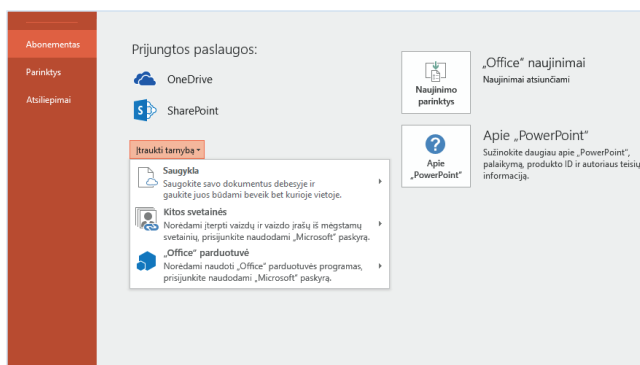 Abonementas
Parinktys
Atsiliepimai
Prijungtos paslaugos:
OneDrive
SharePoint
Įtraukti tarnybą
Saugykla
Saugokite savo dokumentus debesyje ir
gaukite juos būdami beveik bet kurioje vietoje.
Kitos svetainės
Norėdami įterpti vaizdų ir vaizdo įrašų iš mėgstamų
svetainių, prisijunkite naudodami „Microsoft“ paskyrą.
„Office“ parduotuvė
Norėdami naudoti „Office“ parduotuvės programas,
prisijunkite naudodami „Microsoft“ paskyrą.
Naujinimo
parinktys
„Office“ naujinimai
Naujinimai atsiunčiami
Apie
„PowerPoint“
Apie „PowerPoint“
Sužinokite daugiau apie „PowerPoint“,
palaikymą, produkto ID ir autoriaus teisių
informaciją.